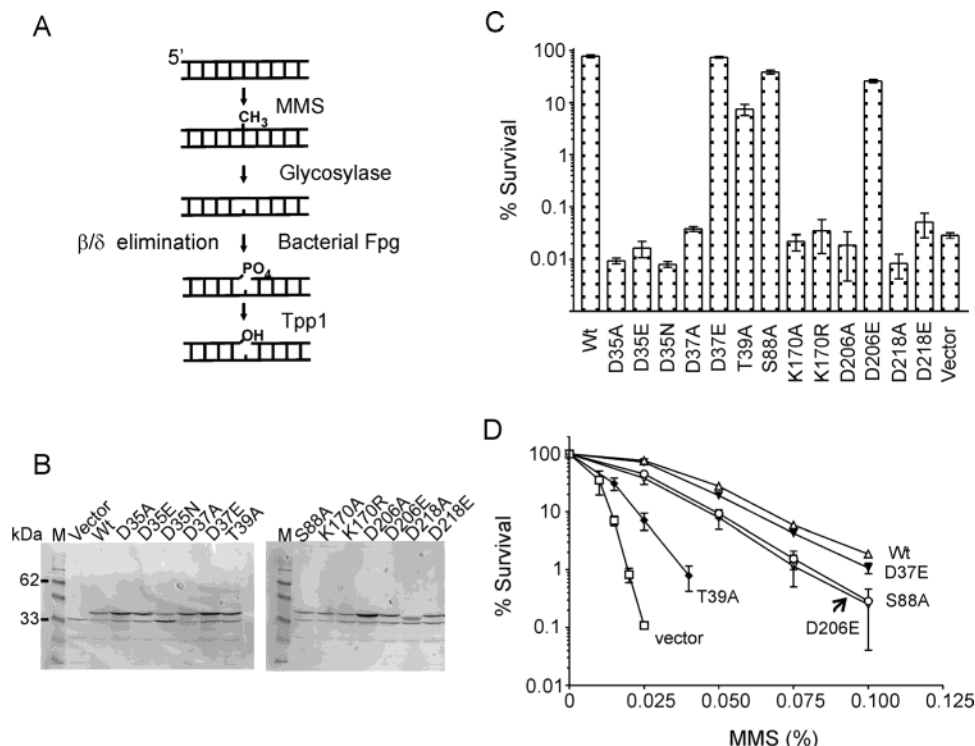 A
5'
MMS
CH3
Glycosylase
β/δ elimination
Bacterial Fpg
PO4
Tpp1
OH
B
kDa
M
Vector
Wt
D35A
D35E
D35N
D37A
D37E
T39A
62
33
M
S88A
K170A
K170R
D206A
D206E
D218A
D218E
C
% Survival
100
10
1
0.1
0.01
Wt
D35A
D35E
D35N
D37A
D37E
T39A
S88A
K170A
K170R
D206A
D206E
D218A
D218E
Vector
D
% Survival
100
10
1
0.1
0.01
Wt
D37E
S88A
D206E
T39A
vector
0 0.025 0.050 0.075 0.100 0.125
MMS (%)